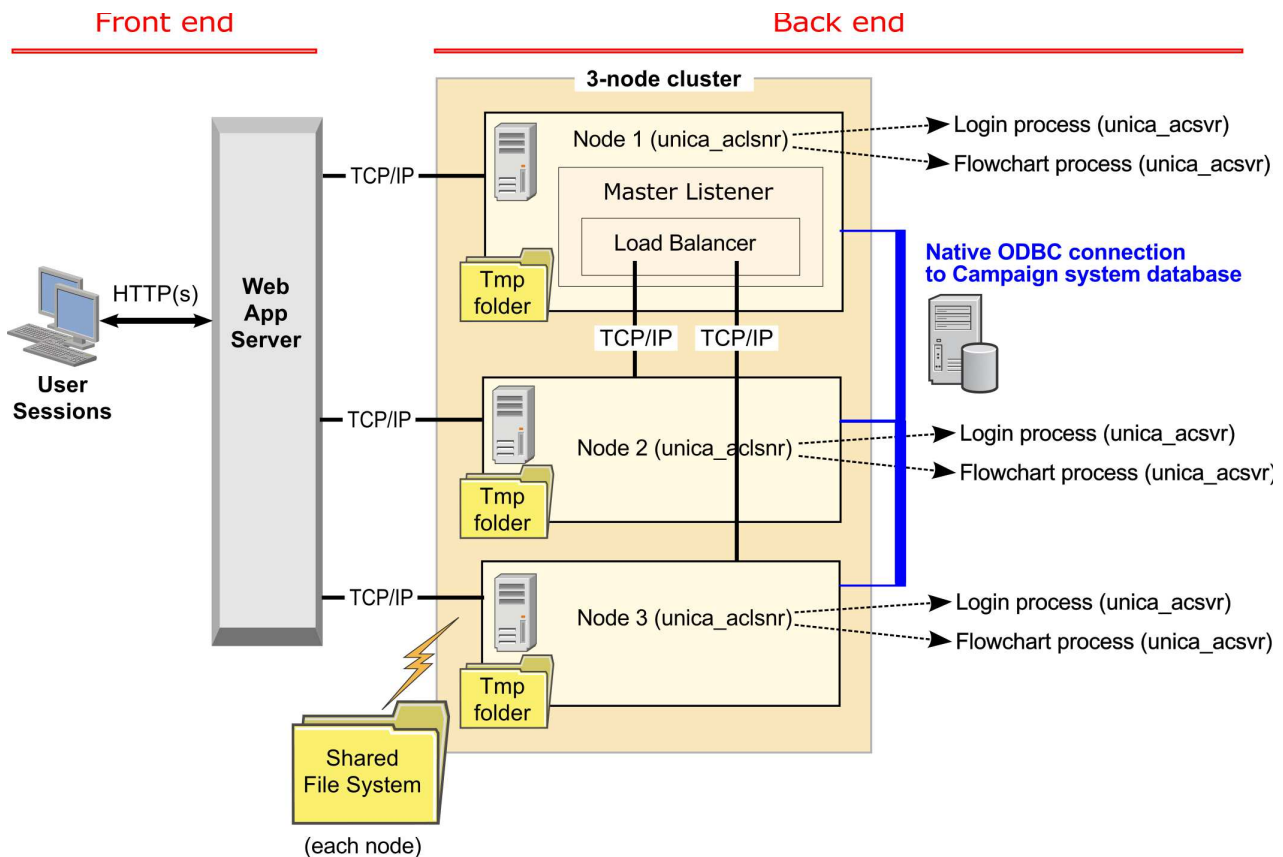 Front end
Back end
3-node cluster
Node 1 (unica_aclsnr)
Login process (unica_acsvr)
Flowchart process (unica_acsvr)
TCP/IP
Master Listener
Load Balancer
Tmp
folder
Native ODBC connection
to Campaign system database
HTTP(s)
Web
App
Server
User
Sessions
TCP/IP
TCP/IP
TCP/IP
Node 2 (unica_aclsnr)
Login process (unica_acsvr)
Flowchart process (unica_acsvr)
Tmp
folder
TCP/IP
Node 3 (unica_aclsnr)
Login process (unica_acsvr)
Flowchart process (unica_acsvr)
Tmp
folder
Shared
File System
(each node)